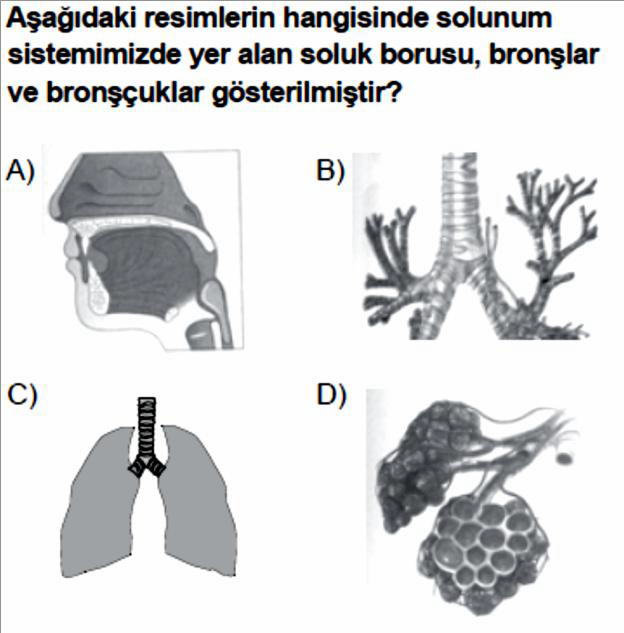 Aşağıdaki resimlerin hangisinde solunum
sistemimizde yer alan soluk borusu, bronşlar
ve bronşçuklar gösterilmiştir?
A)
B)
C)
D)